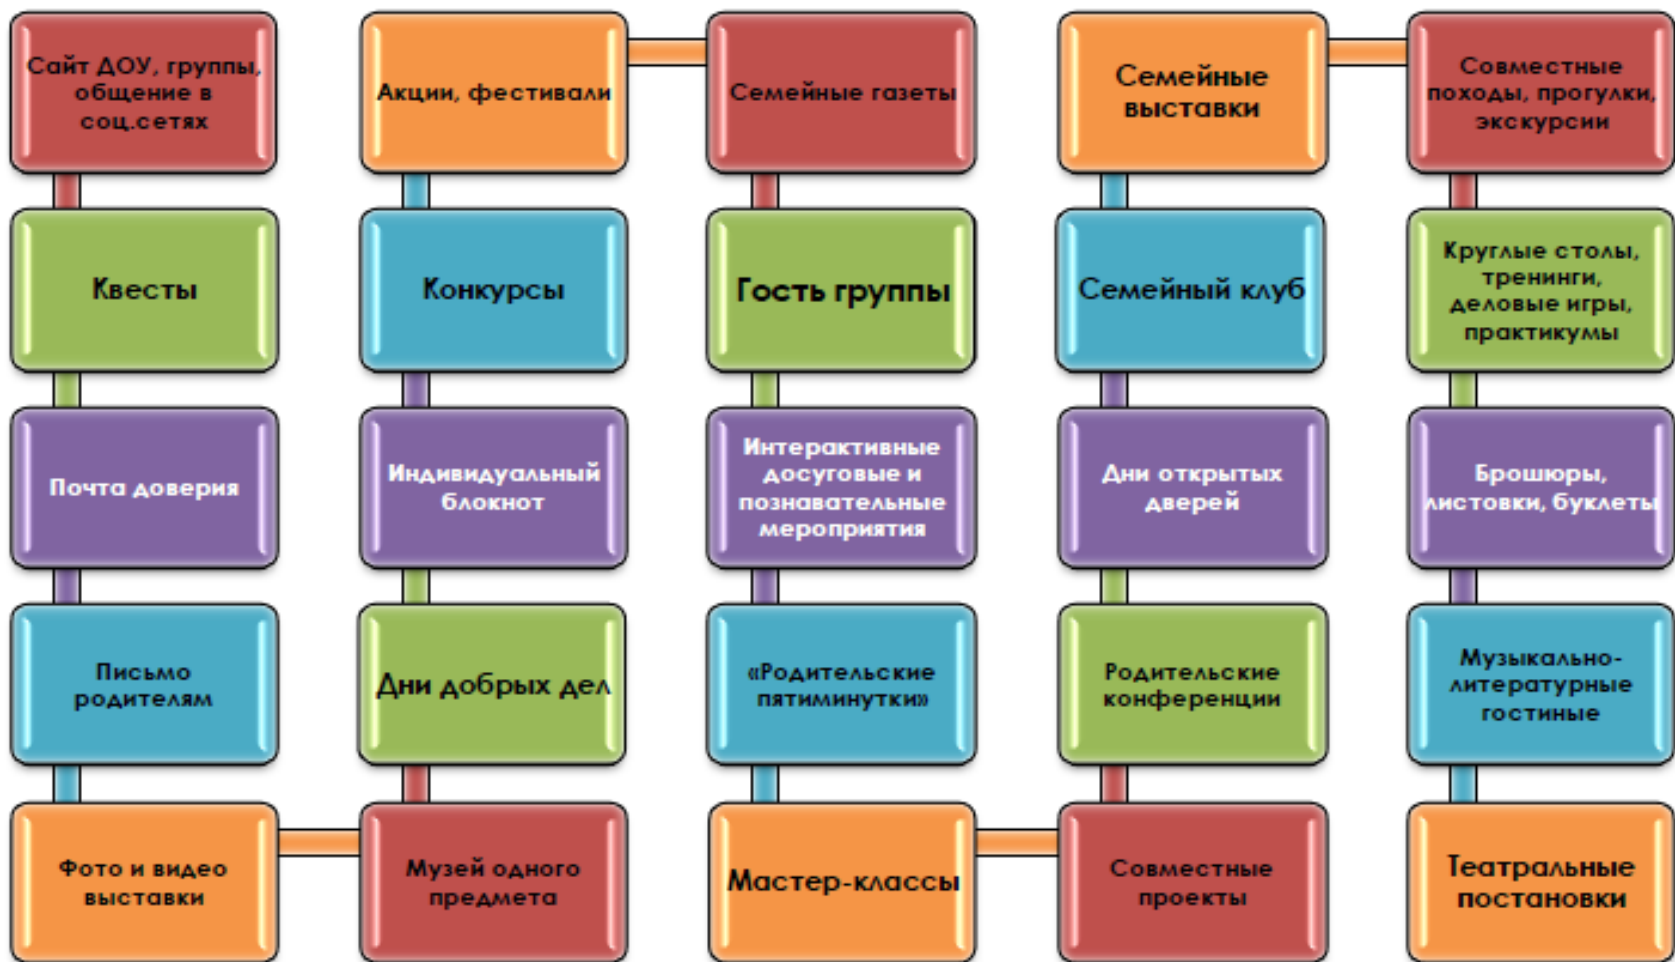 Сайт ДОУ, группы,
общение в
соц.сетях
Квесты
Почта доверия
Письмо
родителям
Фото и видео
выставки
Музей одного
предмета
Дни добрых дел
Индивидуальный
блокнот
Конкурсы
Акции, фестивали
Семейные газеты
Гость группы
Интерактивные
досуговые и
познавательные
мероприятия
«Родительские
пятиминутки»
Мастер-классы
Совместные
проекты
Родительские
конференции
Дни открытых
дверей
Семейный клуб
Семейные
выставки
Совместные
походы, прогулки,
экскурсии
Круглые столы,
тренинги,
деловые игры,
практикумы
Брошюры,
листовки, буклеты
Музыкально-
литературные
гостиные
Театральные
постановки